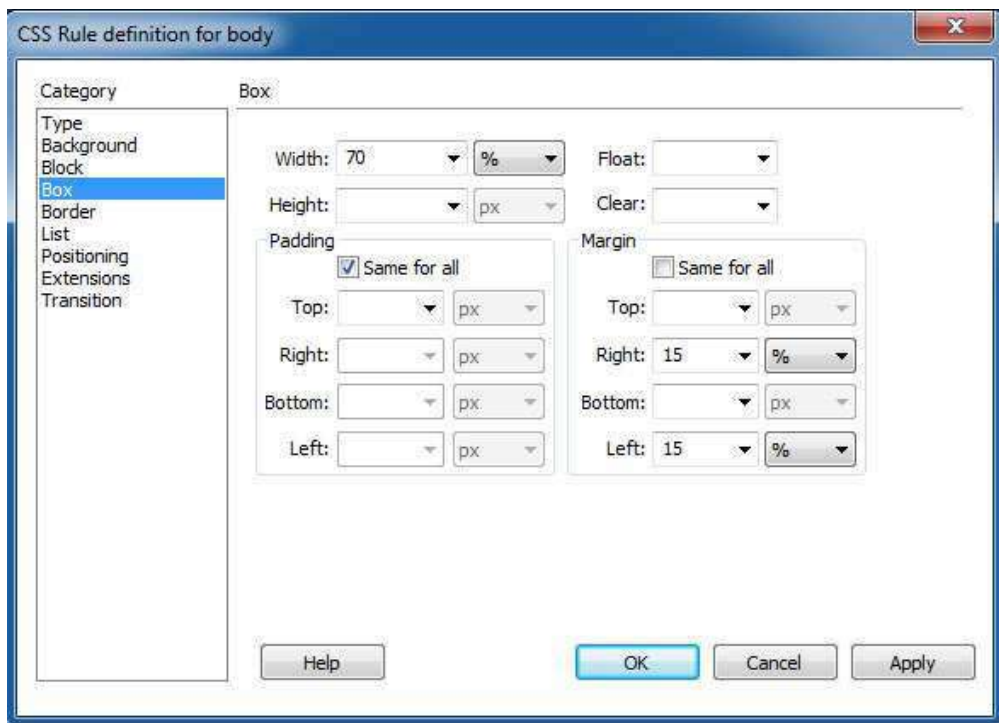 CSS Rule definition for body
Category
Box
Type
Background
Block
Box
Border
List
Positioning
Extensions
Transition
Width: 70 % Float:
Height: px Clear:
Padding Margin
Same for all Same for all
Top: px Top: px
Right: px Right: 15 %
Bottom: px Bottom: px
Left: px Left: 15 %
Help OK Cancel Apply